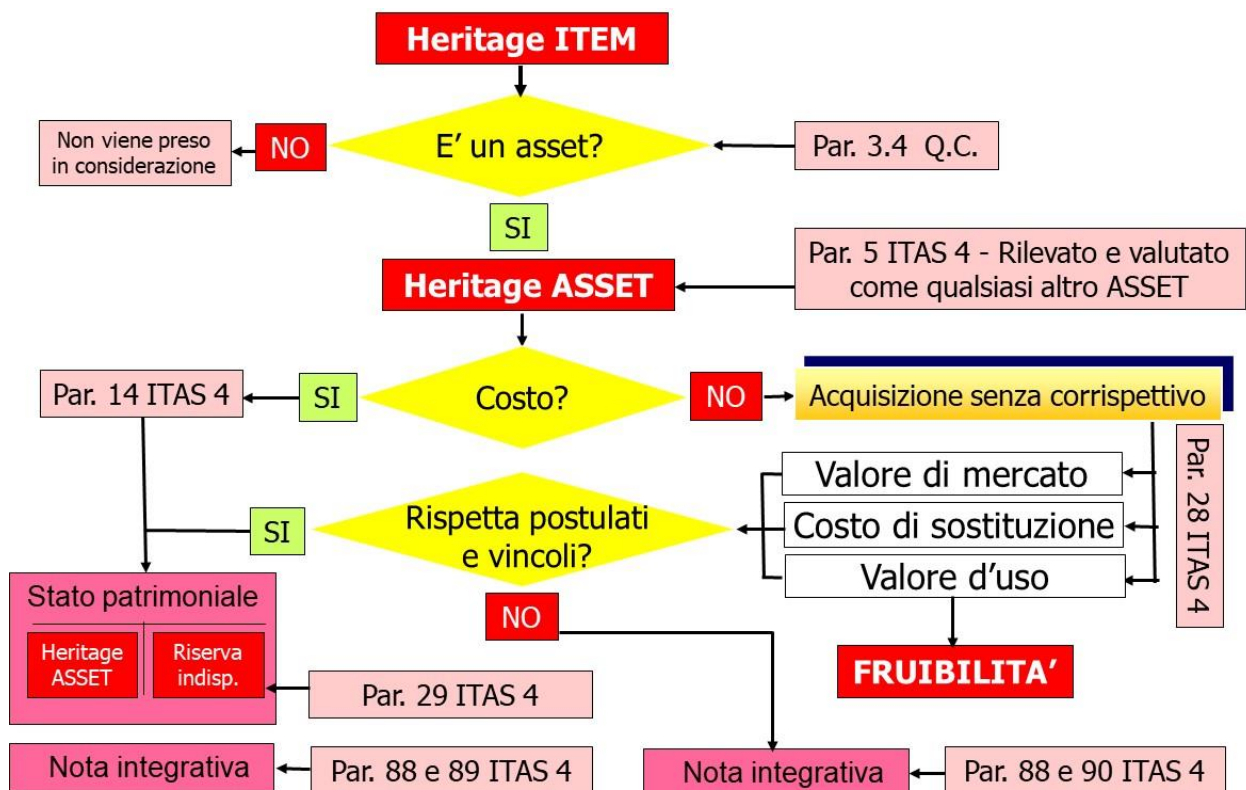 Heritage ITEM
Non viene preso
in considerazione
NO
E' un asset?
Par. 3.4 Q.C.
SI
Par. 5 ITAS 4 - Rilevato e valutato
come qualsiasi altro ASSET
Heritage ASSET
Par. 14 ITAS 4
SI
Costo?
NO
Acquisizione senza corrispettivo
Par. 28 ITAS 4
Valore di mercato
SI
Rispetta postulati
e vincoli?
Costo di sostituzione
Valore d'uso
Stato patrimoniale
NO
Heritage
ASSET
Riserva
indisp.
FRUIBILITA'
Par. 29 ITAS 4
Nota integrativa
Par. 88 e 89 ITAS 4
Nota integrativa
Par. 88 e 90 ITAS 4